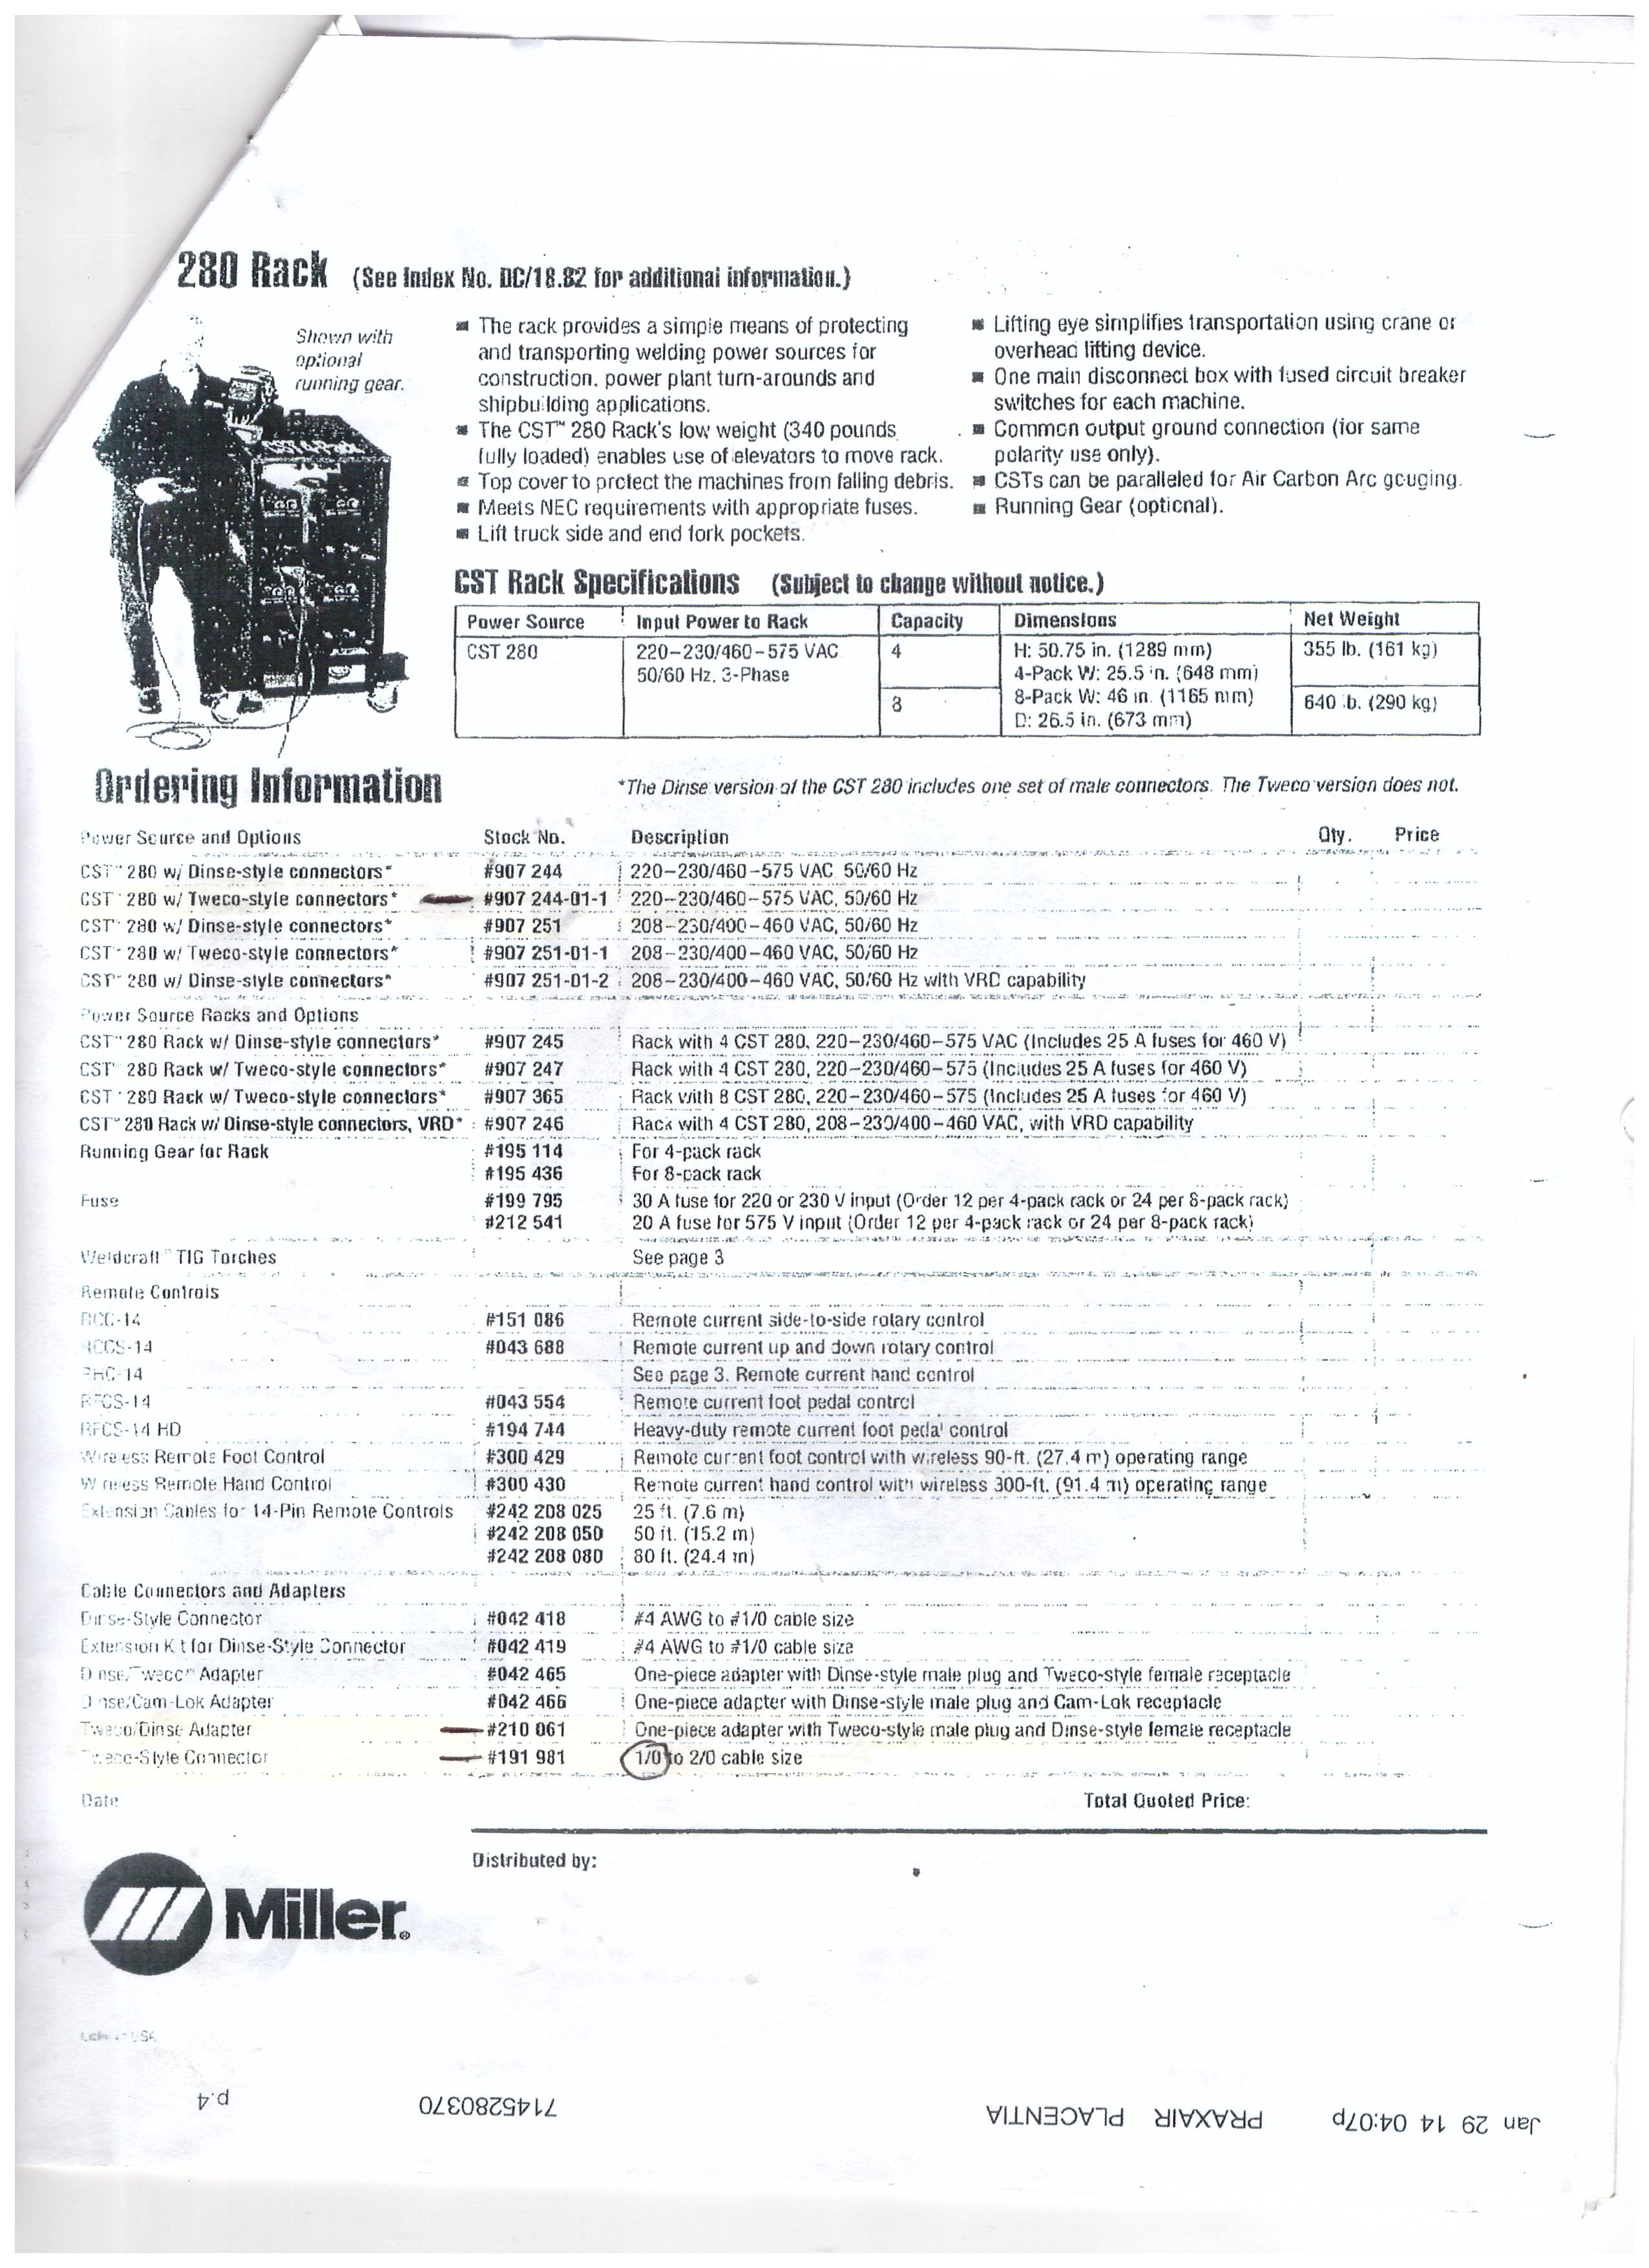 280 Rack (See Index No. DC/18.82 for additional information.)
Shown with
optional
running gear.
■ The rack provides a simple means of protecting
and transporting welding power sources for
construction, power plant turn-arounds and
shipbuilding applications.
■ The CST™ 280 Rack's low weight (340 pounds
fully loaded) enables use of elevators to move rack.
■ Top cover to protect the machines from falling debris.
■ Meets NEC requirements with appropriate fuses.
■ Lift truck side and end fork pockets.
■ Lifting eye simplifies transportation using crane or
overhead lifting device.
■ One main disconnect box with fused circuit breaker
switches for each machine.
■ Common output ground connection (for same
polarity use only).
■ CSTs can be paralleled for Air Carbon Arc gouging.
■ Running Gear (optional).
CST Rack Specifications (Subject to change without notice.)
Power Source Input Power to Rack Capacity Dimensions Net Weight
CST 280 220–230/460–575 VAC 4 H: 50.75 in. (1289 mm) 355 lb. (161 kg)
50/60 Hz, 3-Phase 4-Pack W: 25.5 in. (648 mm)
8 8-Pack W: 46 in. (1165 mm) 640 lb. (290 kg)
D: 26.5 in. (673 mm)
Ordering Information
*The Dinse version of the CST 280 includes one set of male connectors. The Tweco version does not.
Power Source and Options Stock No. Description Qty. Price
CST™ 280 w/ Dinse-style connectors* #907 244 220–230/460–575 VAC, 50/60 Hz
CST™ 280 w/ Tweco-style connectors* #907 244-01-1 220–230/460–575 VAC, 50/60 Hz
CST™ 280 w/ Dinse-style connectors* #907 251 208–230/400–460 VAC, 50/60 Hz
CST™ 280 w/ Tweco-style connectors* #907 251-01-1 208–230/400–460 VAC, 50/60 Hz
CST™ 280 w/ Dinse-style connectors* #907 251-01-2 208–230/400–460 VAC, 50/60 Hz with VRD capability
Power Source Racks and Options
CST™ 280 Rack w/ Dinse-style connectors* #907 245 Rack with 4 CST 280, 220–230/460–575 VAC (Includes 25 A fuses for 460 V)
CST™ 280 Rack w/ Tweco-style connectors* #907 247 Rack with 4 CST 280, 220–230/460–575 (Includes 25 A fuses for 460 V)
CST™ 280 Rack w/ Tweco-style connectors* #907 365 Rack with 8 CST 280, 220–230/460–575 (Includes 25 A fuses for 460 V)
CST™ 280 Rack w/ Dinse-style connectors, VRD* #907 246 Rack with 4 CST 280, 208–230/400–460 VAC, with VRD capability
Running Gear for Rack #195 114 For 4-pack rack
#195 436 For 8-pack rack
Fuse #199 795 30 A fuse for 220 or 230 V input (Order 12 per 4-pack rack or 24 per 8-pack rack)
#212 541 20 A fuse for 575 V input (Order 12 per 4-pack rack or 24 per 8-pack rack)
Weldcraft™ TIG Torches See page 3
Remote Controls
RCC-14 #151 086 Remote current side-to-side rotary control
RCCS-14 #043 688 Remote current up and down rotary control
RHC-14 See page 3. Remote current hand control
RFCS-14 #043 554 Remote current foot pedal control
RFCS-14 HD #194 744 Heavy-duty remote current foot pedal control
Wireless Remote Foot Control #300 429 Remote current foot control with wireless 90-ft. (27.4 m) operating range
Wireless Remote Hand Control #300 430 Remote current hand control with wireless 300-ft. (91.4 m) operating range
Extension Cables for 14-Pin Remote Controls #242 208 025 25 ft. (7.6 m)
#242 208 050 50 ft. (15.2 m)
#242 208 080 80 ft. (24.4 m)
Cable Connectors and Adapters
Dinse-Style Connector #042 418 #4 AWG to #1/0 cable size
Extension Kit for Dinse-Style Connector #042 419 #4 AWG to #1/0 cable size
Dinse/Tweco® Adapter #042 465 One-piece adapter with Dinse-style male plug and Tweco-style female receptacle
Dinse/Cam-Lok Adapter #042 466 One-piece adapter with Dinse-style male plug and Cam-Lok receptacle
Tweco/Dinse Adapter #210 061 One-piece adapter with Tweco-style male plug and Dinse-style female receptacle
Tweco-Style Connector #191 981 1/0 to 2/0 cable size
Date Total Quoted Price:
Distributed by:
Miller®
Jan 29 14 04:07p PRAXAIR PLACENTIA 7145280370 p.4